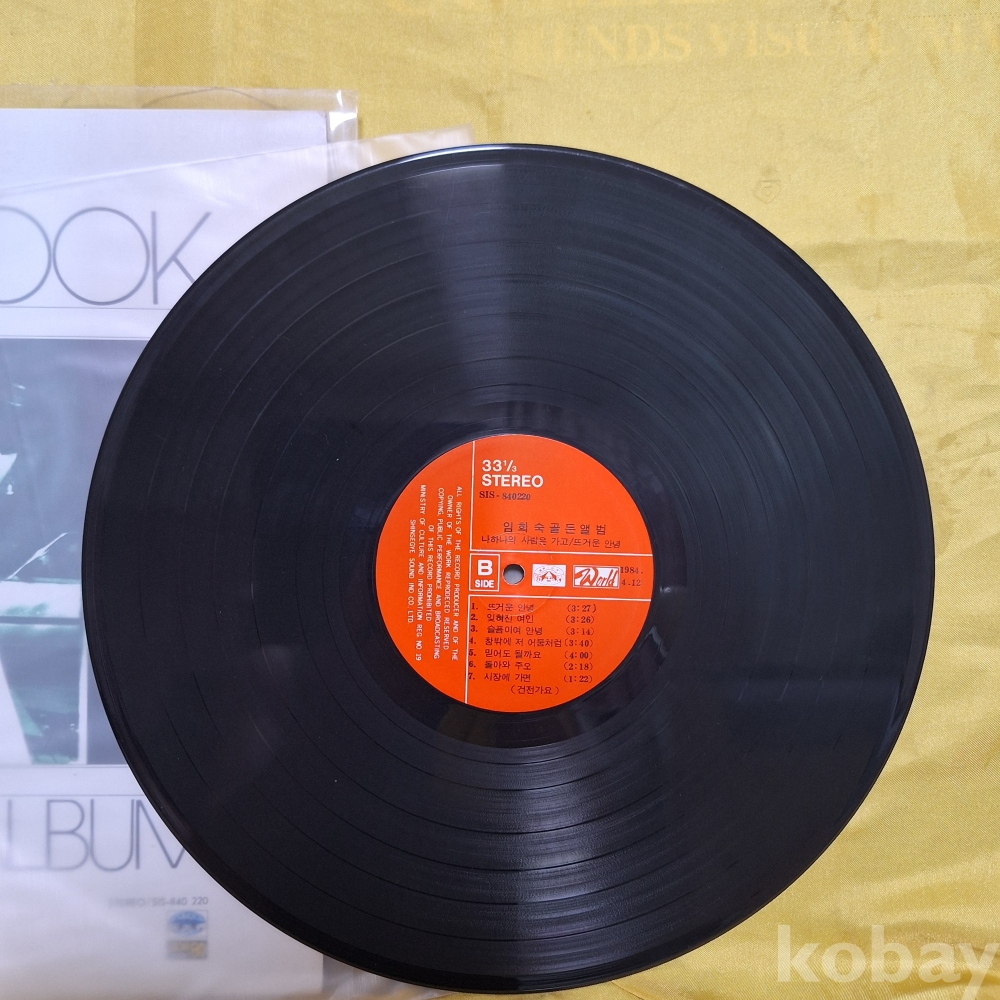 OOK
ALBUM
STEREO/SIS-840 220
33⅓
STEREO
SIS-840220
임희숙골든앨범
나하나의 사람은 가고/뜨거운 안녕
B
SIDE
World
1984.
4.12
1. 뜨거운 안녕 (3:27)
2. 잊혀진 여인 (3:26)
3. 슬픔이여 안녕 (3:14)
4. 창밖에 저 어둠처럼 (3:40)
5. 믿어도 될까요 (4:00)
6. 돌아와 주오 (2:18)
7. 시장에 가면 (1:22)
(건전가요)
ALL RIGHTS OF THE RECORD PRODUCER AND OF THE
OWNER OF THE WORK REPRODECED RESERVED
COPYING PUBLIC PERFORMANCE AND BROADCASTING
OF THIS RECORD PROHIBITED
MINISTRY OF CULTURE AND INFORMATION REG NO 19
SHINSEGYE SOUND IND CO. LTD
kobay